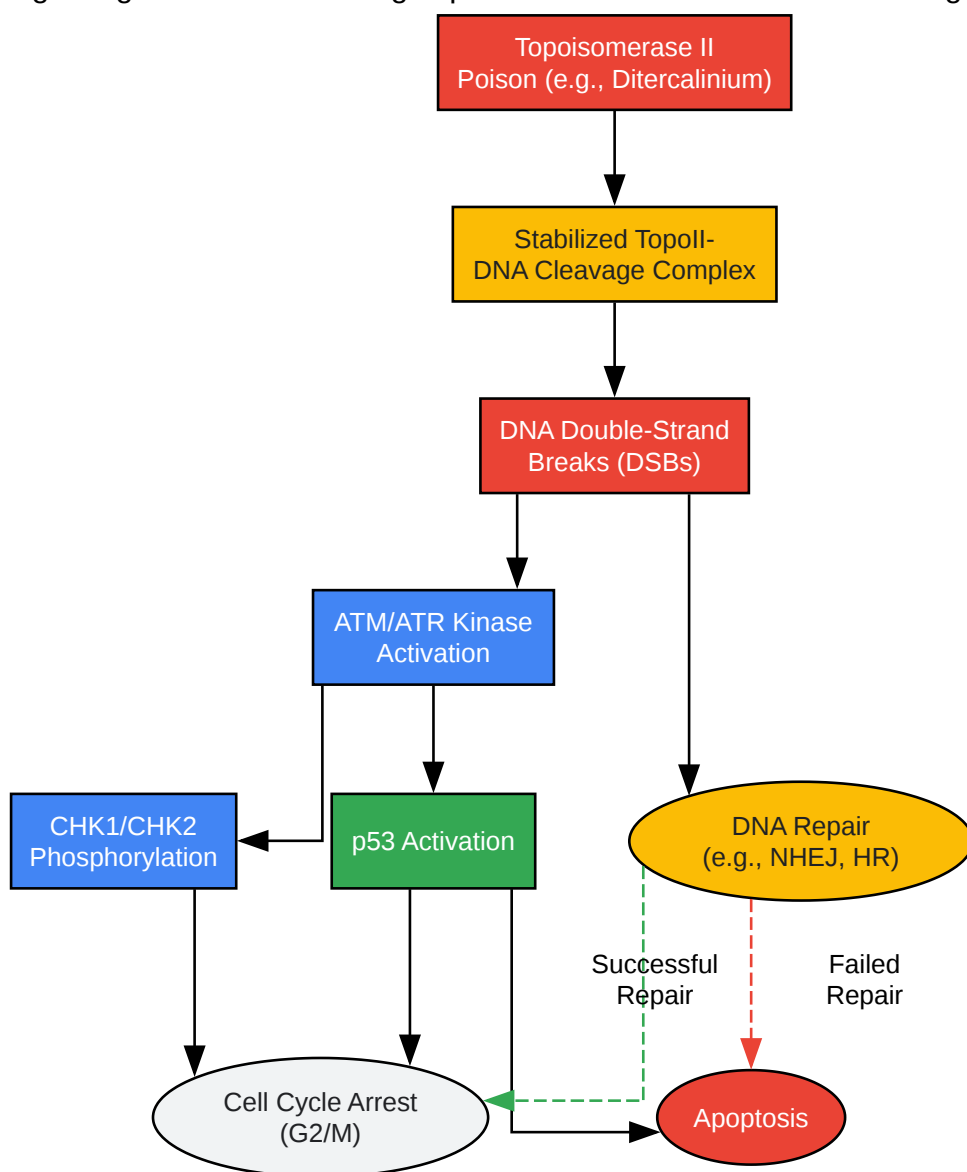 Topoisomerase II
Poison (e.g., Ditercalinium)
Stabilized TopoII-
DNA Cleavage Complex
DNA Double-Strand
Breaks (DSBs)
ATM/ATR Kinase
Activation
CHK1/CHK2
Phosphorylation
p53 Activation
DNA Repair
(e.g., NHEJ, HR)
Successful
Repair
Failed
Repair
Cell Cycle Arrest
(G2/M)
Apoptosis